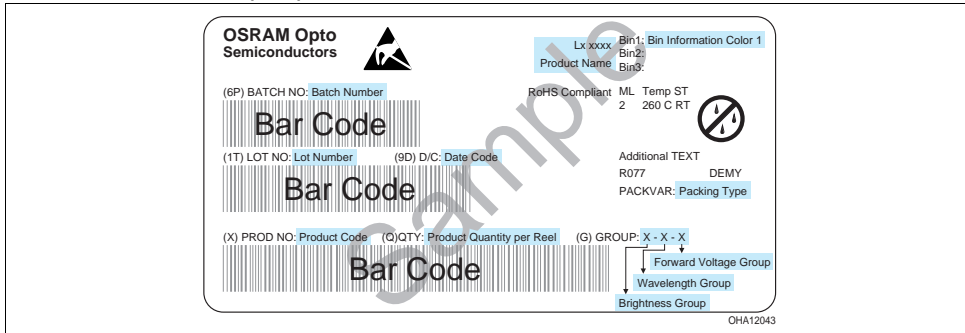 OSRAM Opto
Semiconductors
Lx xxxx
Product Name
Bin1: Bin Information Color 1
Bin2:
Bin3:
(6P) BATCH NO: Batch Number
Bar Code
RoHS Compliant
ML Temp ST
2 260 C RT
(1T) LOT NO: Lot Number (9D) D/C: Date Code
Bar Code
Additional TEXT
R077 DEMY
PACKVAR: Packing Type
(X) PROD NO: Product Code (Q)QTY: Product Quantity per Reel (G) GROUP: X - X - X
Bar Code
Forward Voltage Group
Wavelength Group
Brightness Group
Sample
OHA12043